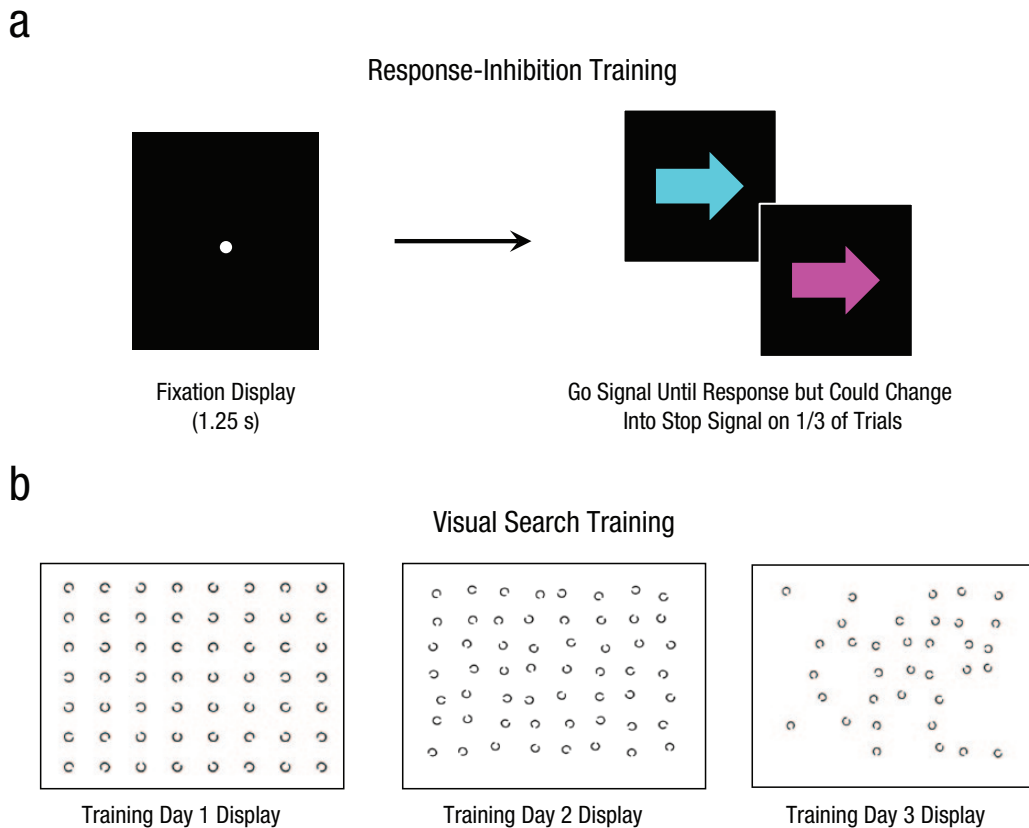 a
Response-Inhibition Training
Fixation Display
(1.25 s)
Go Signal Until Response but Could Change
Into Stop Signal on 1/3 of Trials
b
Visual Search Training
Training Day 1 Display
Training Day 2 Display
Training Day 3 Display